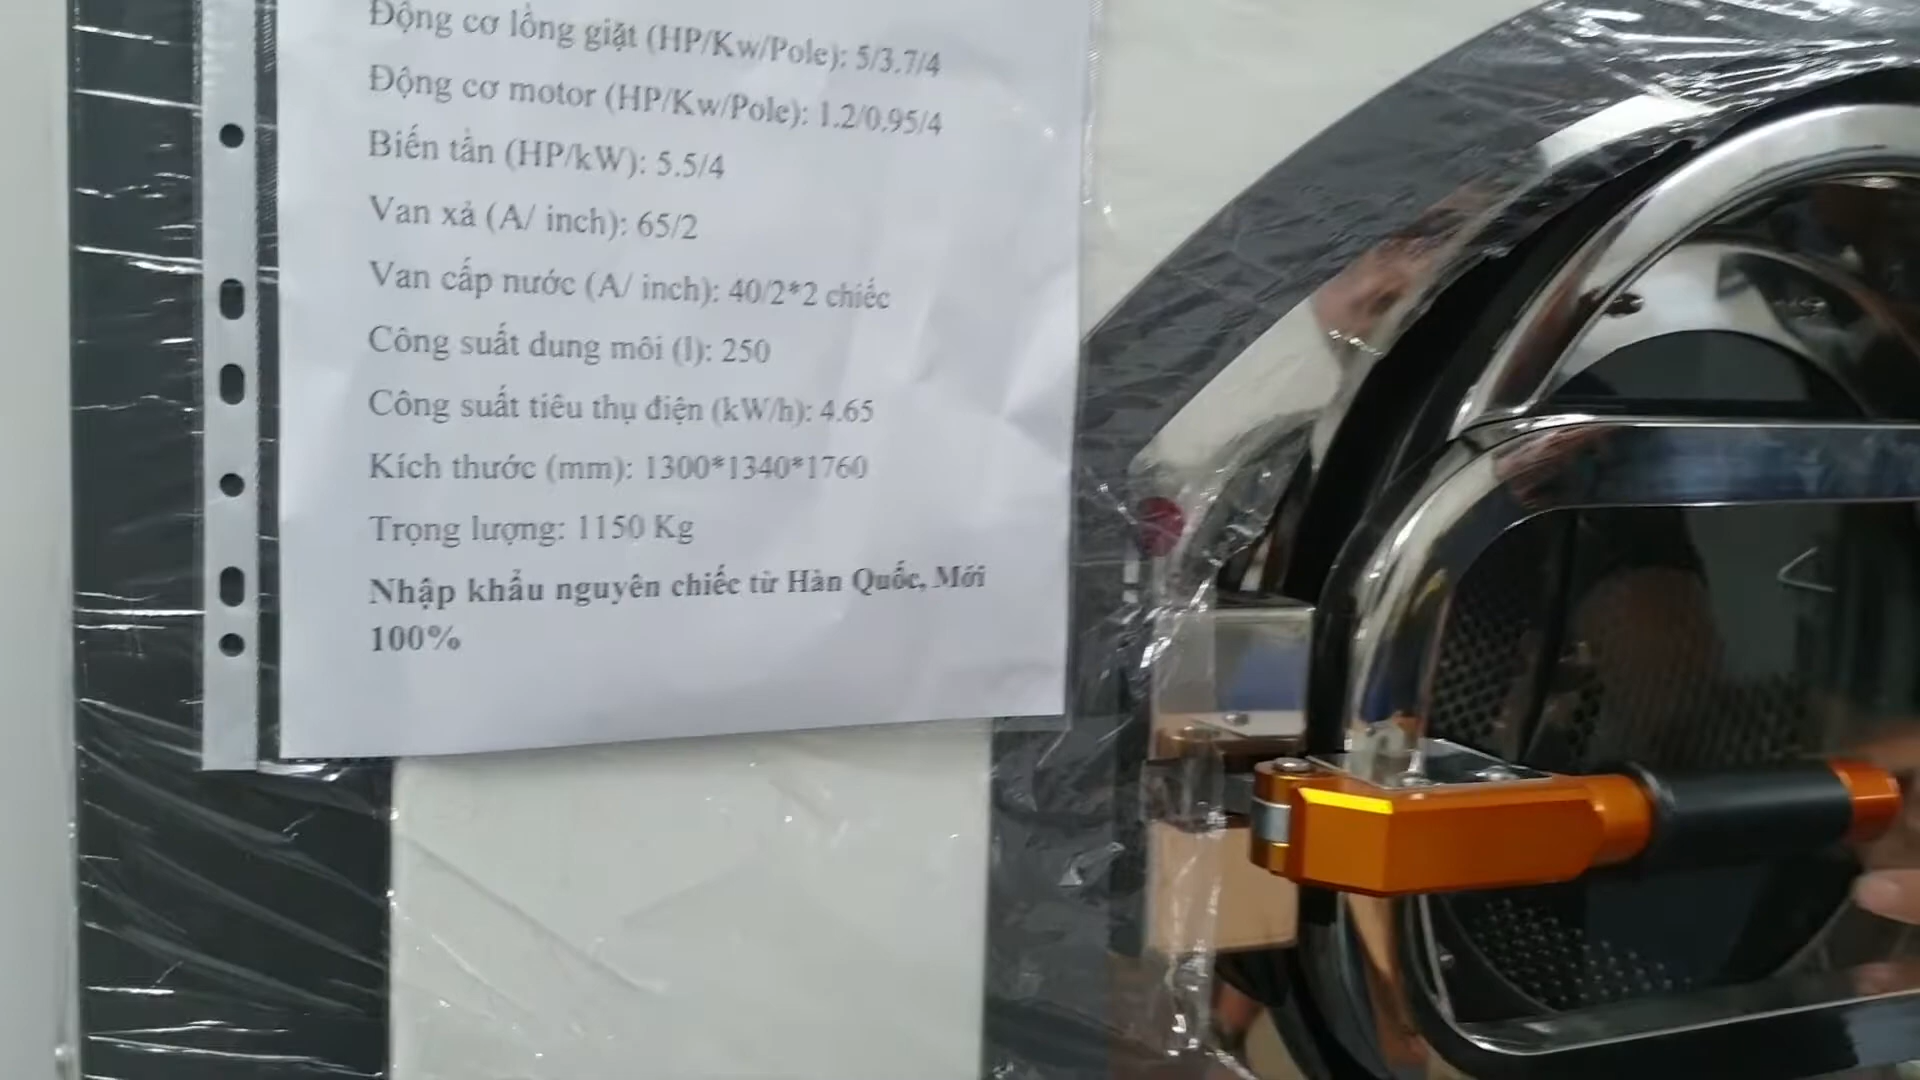 Động cơ lồng giặt (HP/Kw/Pole): 5/3.7/4
Động cơ motor (HP/Kw/Pole): 1.2/0.95/4
Biến tần (HP/kW): 5.5/4
Van xả (A/ inch): 65/2
Van cấp nước (A/ inch): 40/2*2 chiếc
Công suất dung môi (l): 250
Công suất tiêu thụ điện (kW/h): 4.65
Kích thước (mm): 1300*1340*1760
Trọng lượng: 1150 Kg
Nhập khẩu nguyên chiếc từ Hàn Quốc, Mới
100%